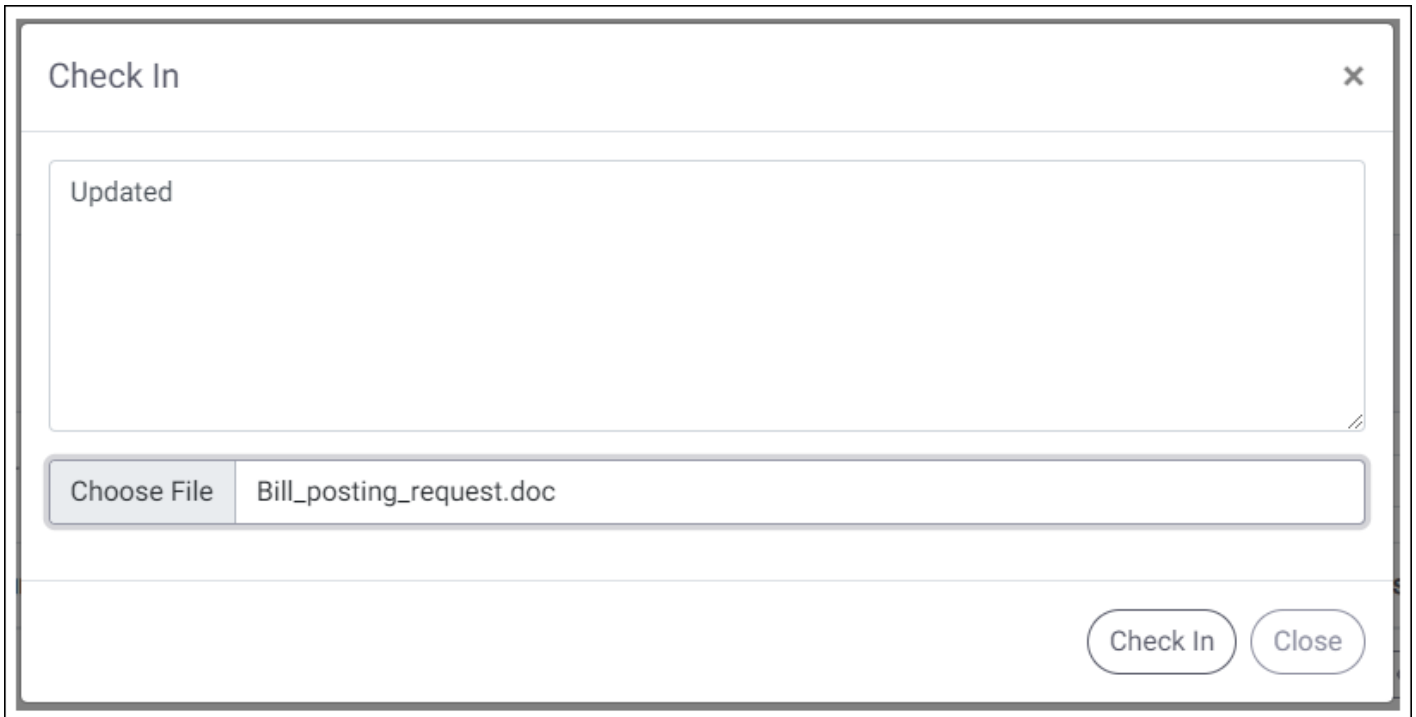 Check In
Updated
Choose File Bill_posting_request.doc
Check In Close